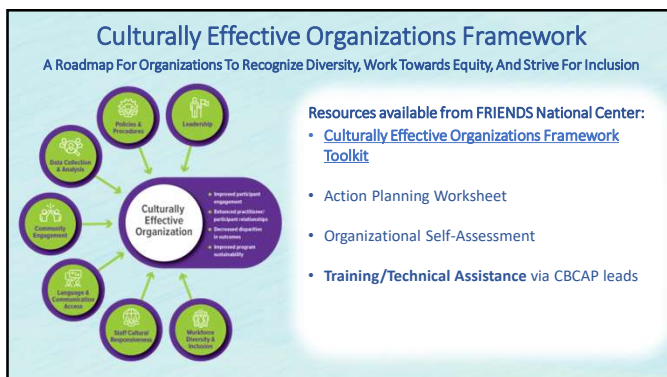 Culturally Effective Organizations Framework
A Roadmap For Organizations To Recognize Diversity, Work Towards Equity, And Strive For Inclusion
Policies &
Procedures
Leadership
Data Collection
& Analysis
Community
Engagement
Language &
Communication
Access
Staff Cultural
Responsiveness
Workforce
Diversity &
Inclusion
Culturally
Effective
Organization
Improved participant
engagement
Enhanced practitioner/
participant relationships
Decreased disparities
in outcomes
Improved program
sustainability
Resources available from FRIENDS National Center:
• Culturally Effective Organizations Framework
Toolkit
• Action Planning Worksheet
• Organizational Self-Assessment
• Training/Technical Assistance via CBCAP leads